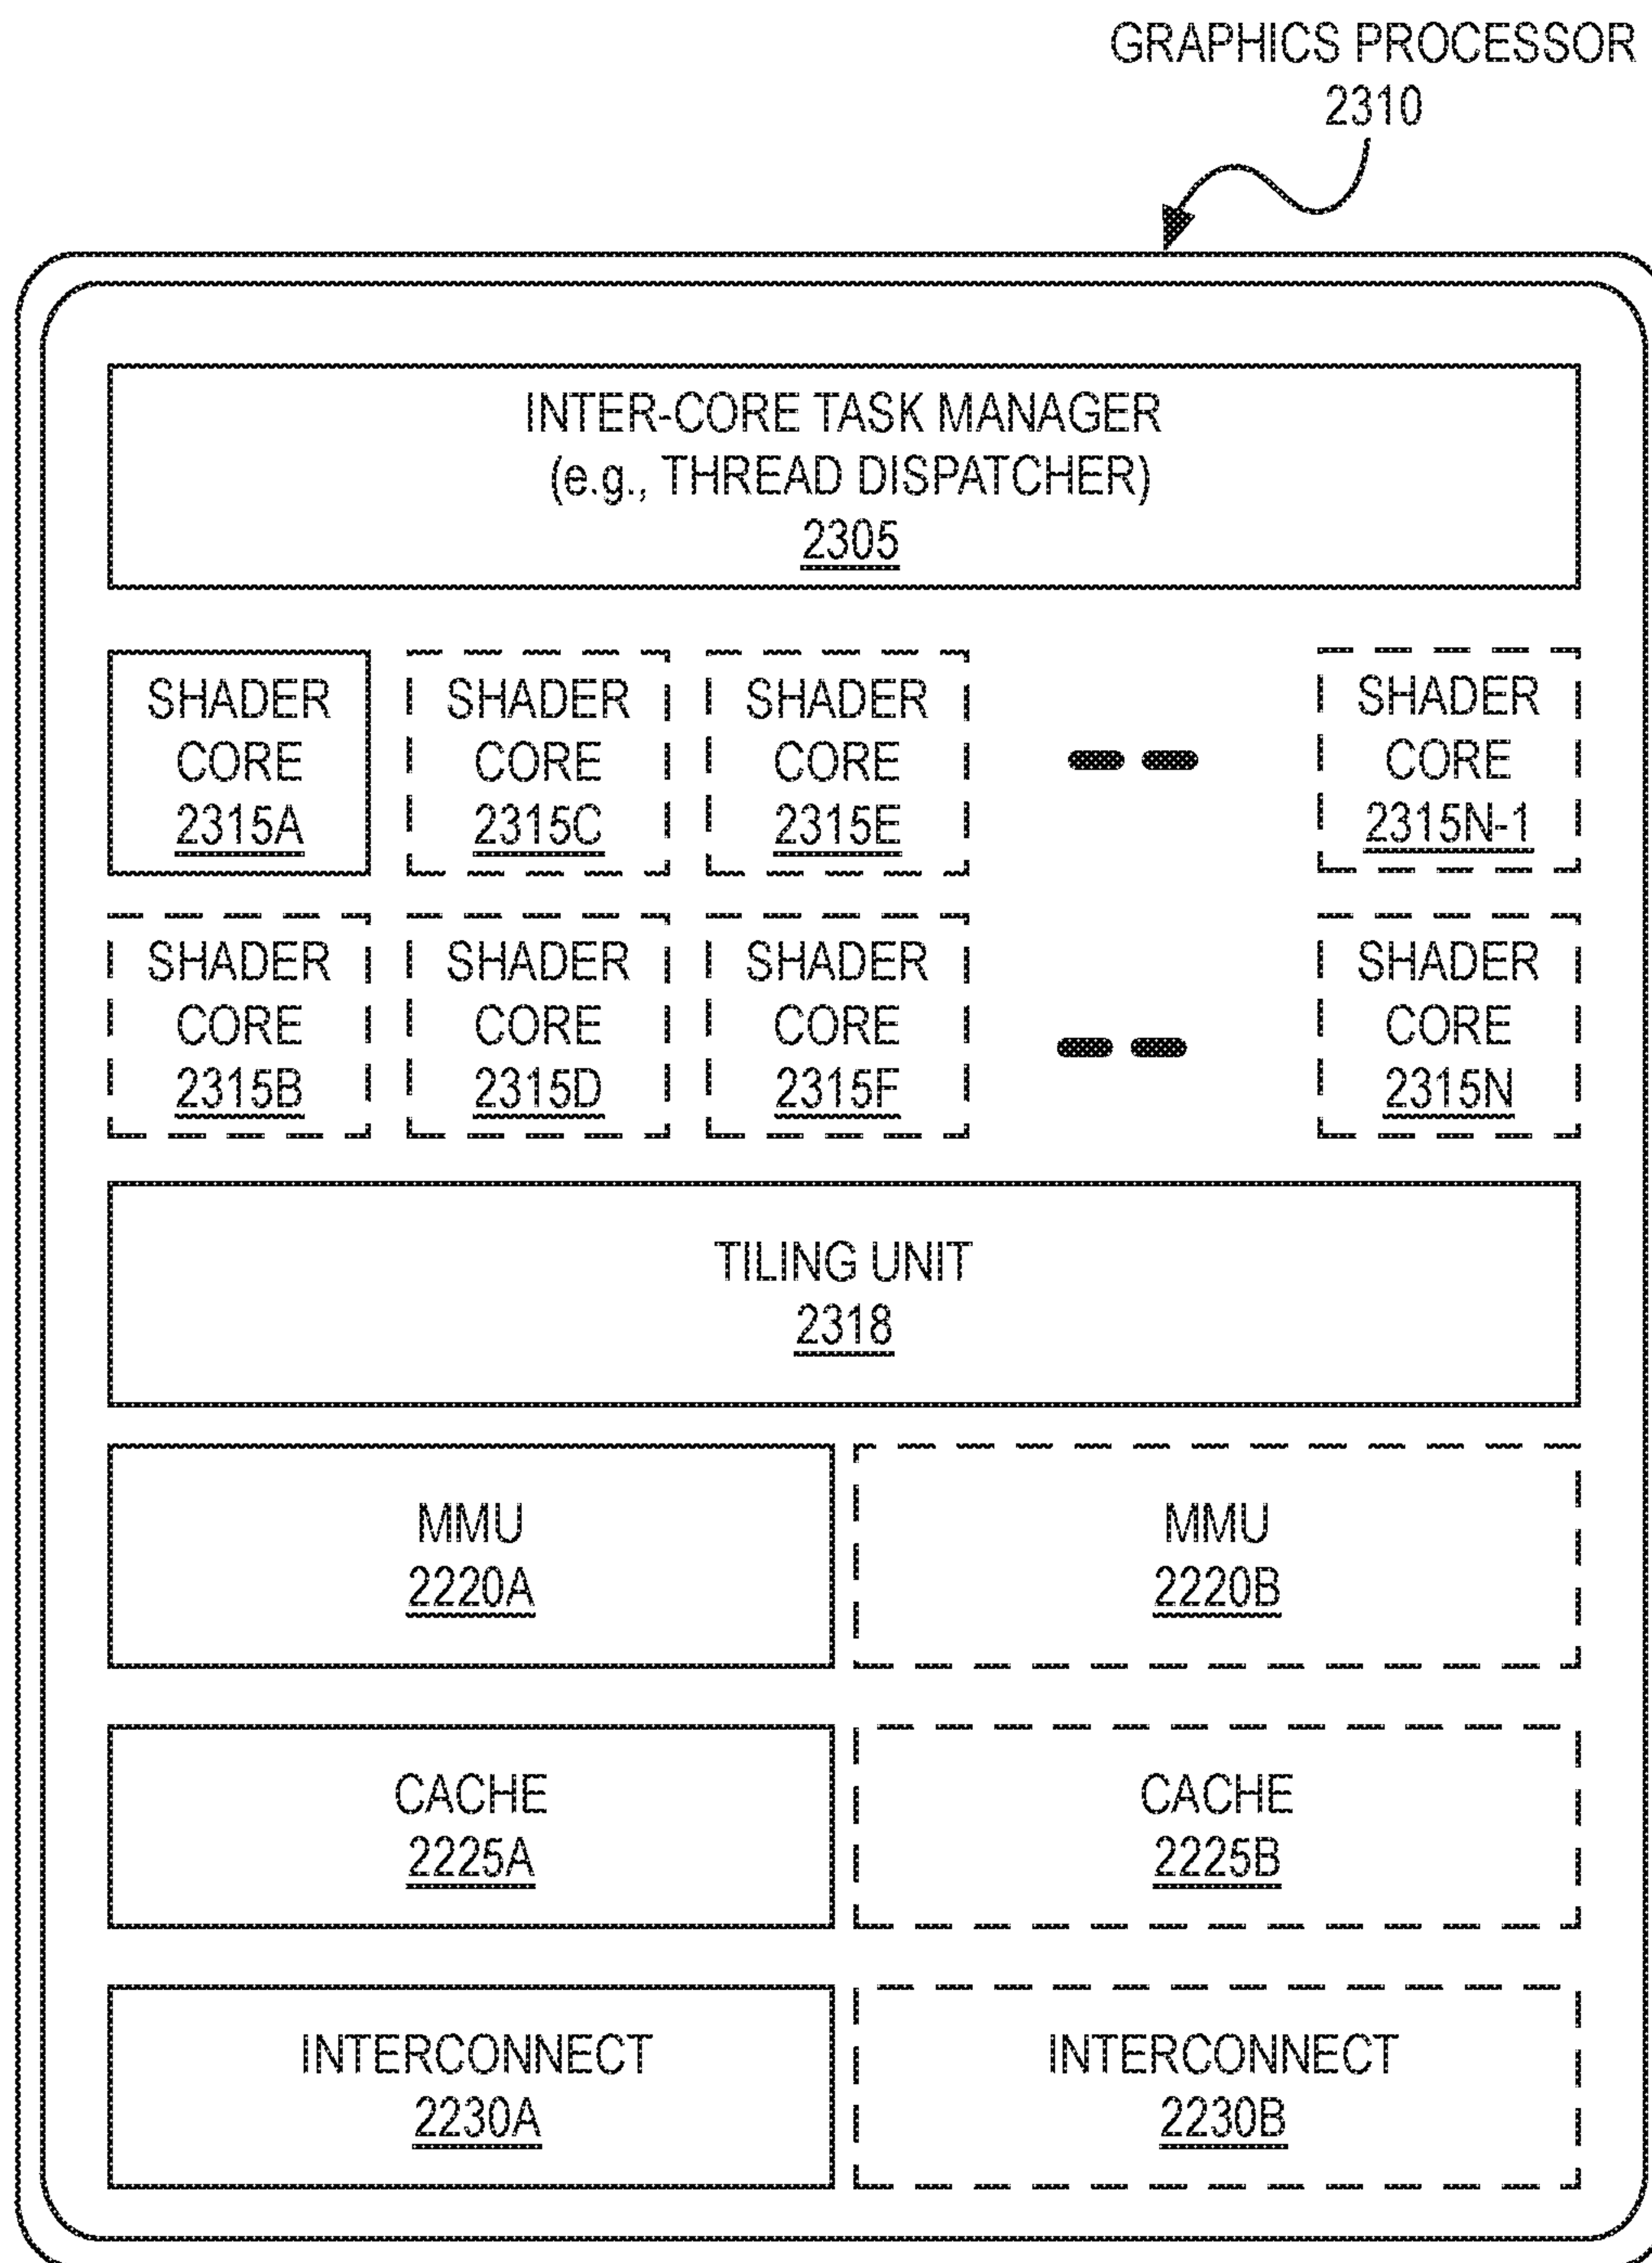 GRAPHICS PROCESSOR
2310
INTER-CORE TASK MANAGER
(e.g., THREAD DISPATCHER)
2305
SHADER
CORE
2315A
SHADER
CORE
2315C
SHADER
CORE
2315E
SHADER
CORE
2315N-1
SHADER
CORE
2315B
SHADER
CORE
2315D
SHADER
CORE
2315F
SHADER
CORE
2315N
TILING UNIT
2318
MMU
2220A
MMU
2220B
CACHE
2225A
CACHE
2225B
INTERCONNECT
2230A
INTERCONNECT
2230B